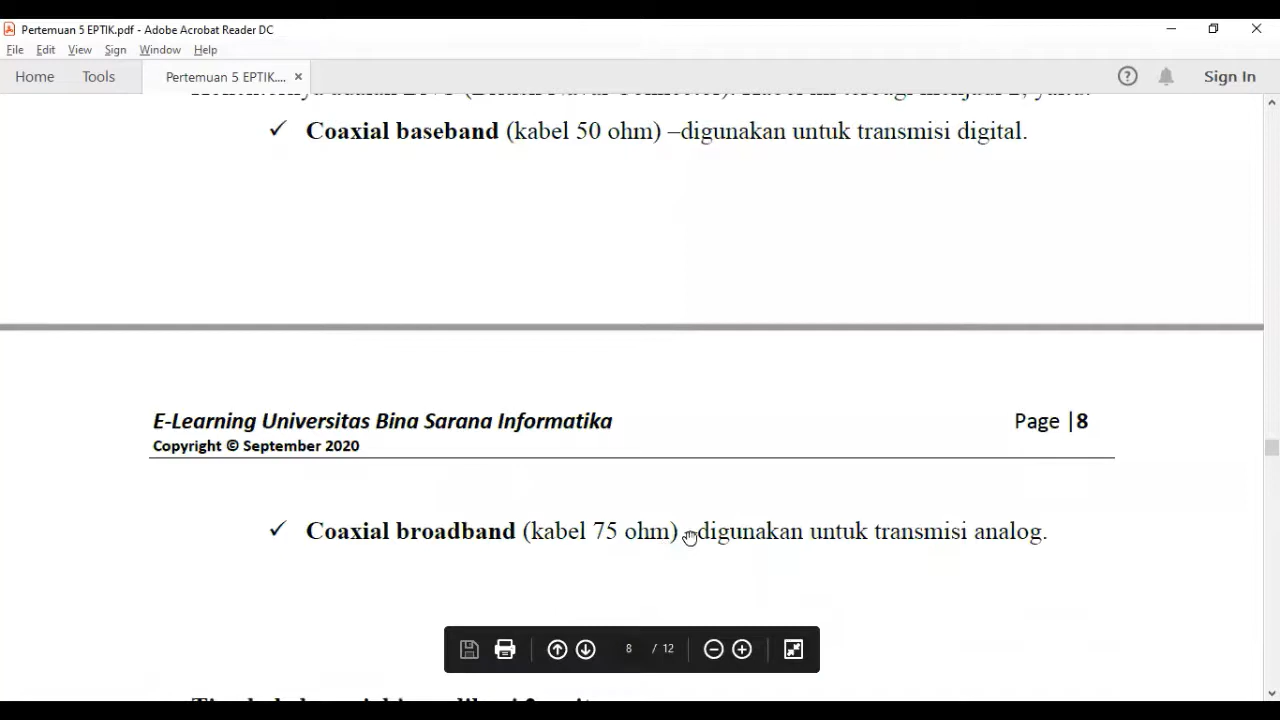 Pertemuan 5 EPTIK.pdf - Adobe Acrobat Reader DC
File Edit View Sign Window Help
Home Tools Pertemuan 5 EPTIK.... × Sign In
✓ Coaxial baseband (kabel 50 ohm) –digunakan untuk transmisi digital.
E-Learning Universitas Bina Sarana Informatika Page |8
Copyright © September 2020
✓ Coaxial broadband (kabel 75 ohm) –digunakan untuk transmisi analog.
8 / 12